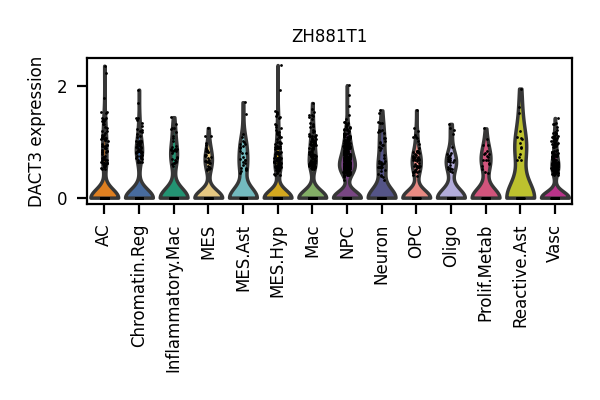 ZH881T1
DACT3 expression
2
0
AC
Chromatin.Reg
Inflammatory.Mac
MES
MES.Ast
MES.Hyp
Mac
NPC
Neuron
OPC
Oligo
Prolif.Metab
Reactive.Ast
Vasc